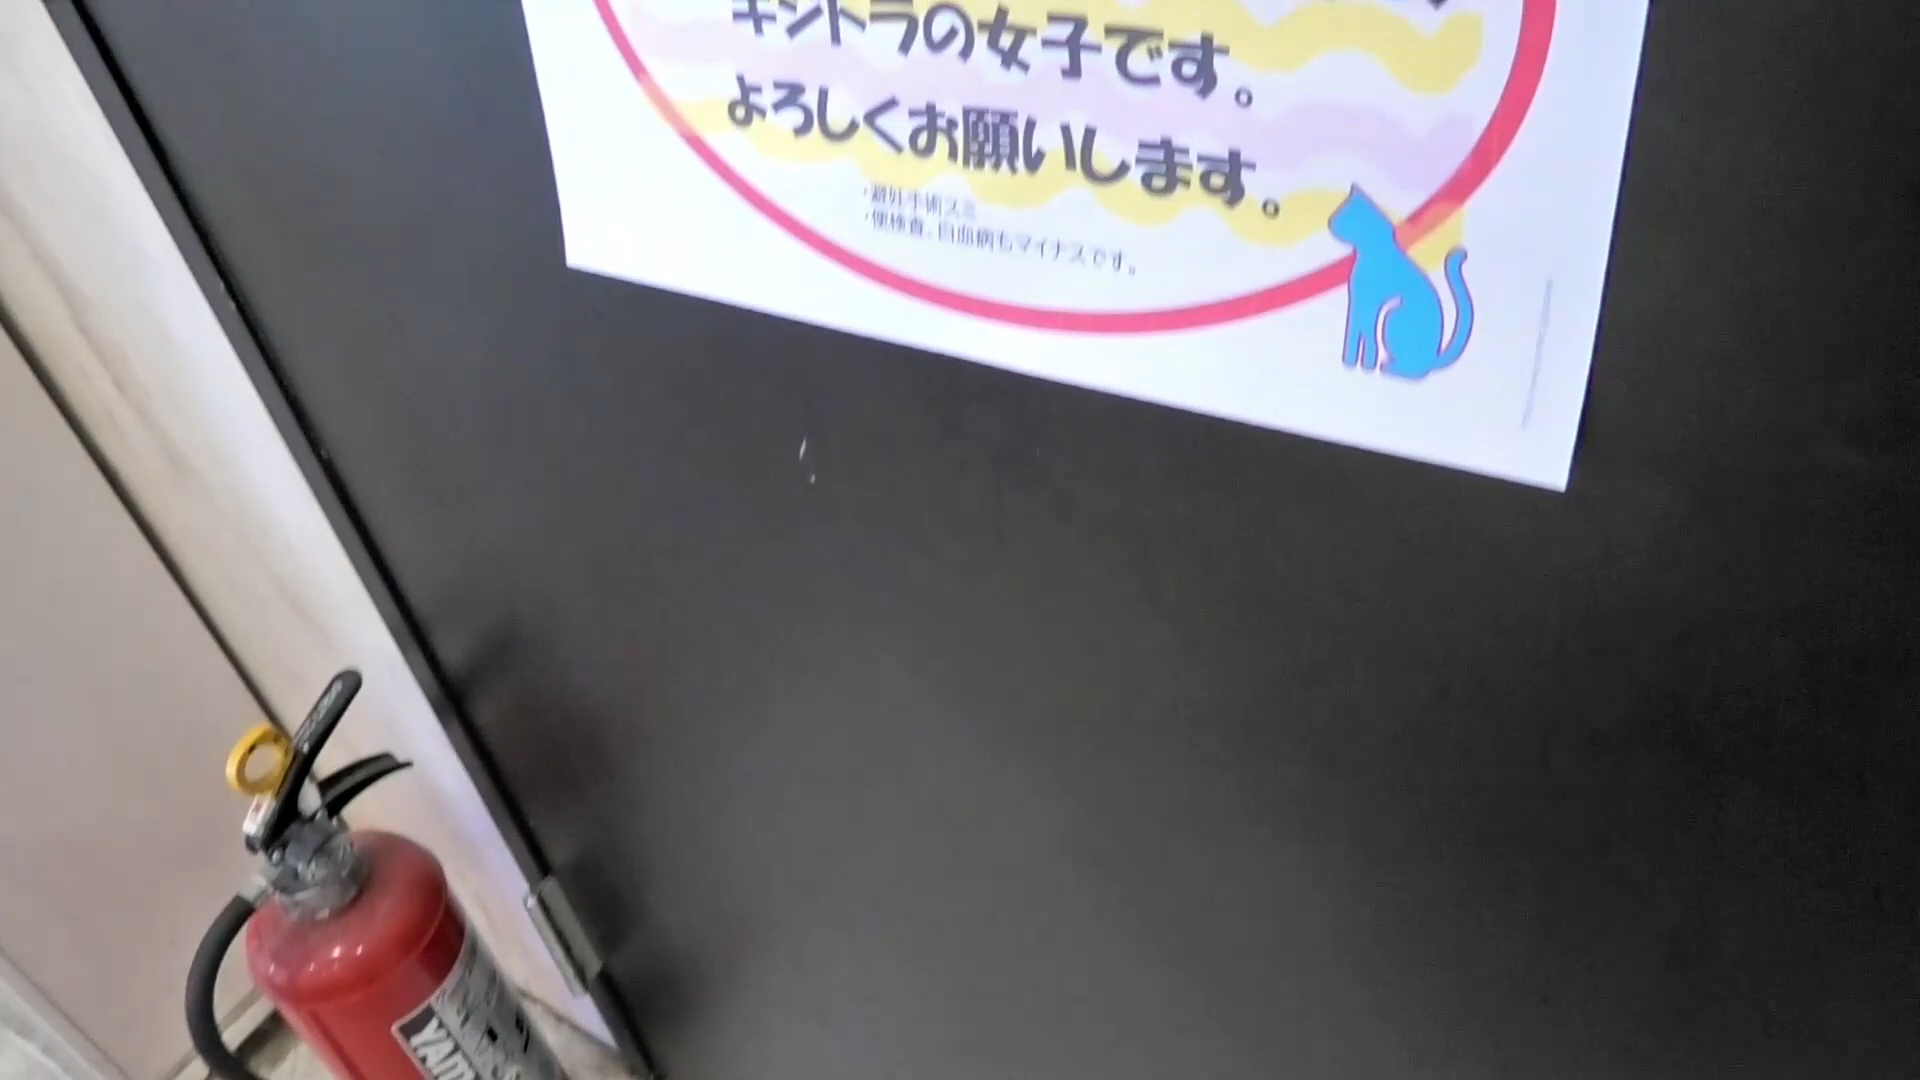 キジトラの女子です。
よろしくお願いします。
・避妊手術スミ
・便検査、白血病もマイナスです。
YAM